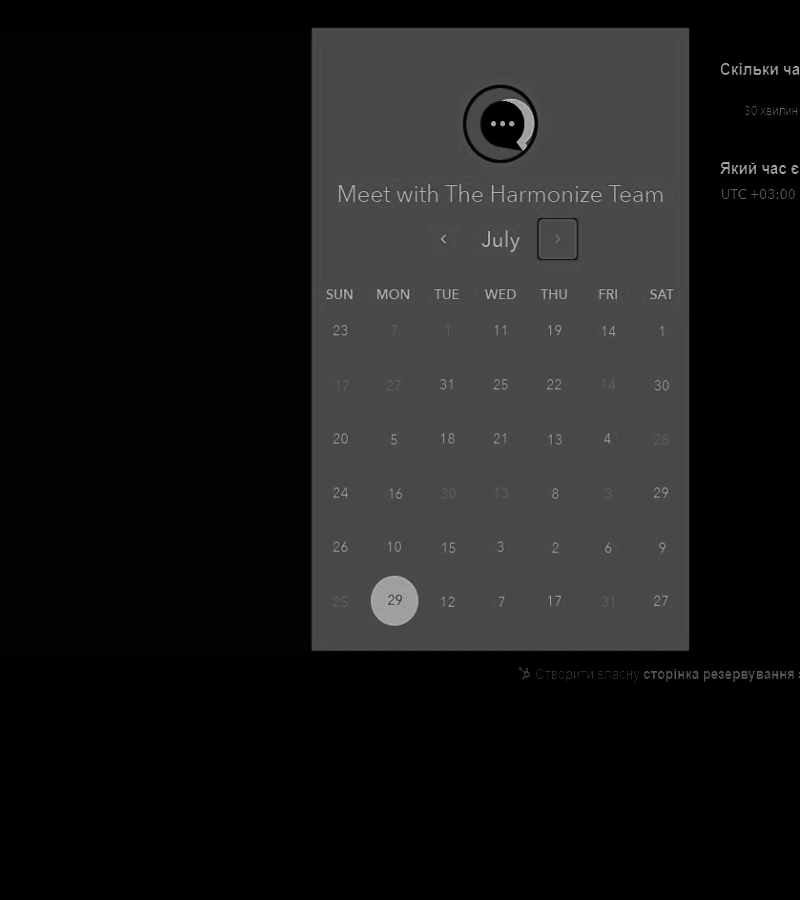 Meet with The Harmonize Team
July
SUN MON TUE WED THU FRI SAT
23 7 1 11 19 14 1
17 27 31 25 22 14 30
20 5 18 21 13 4 28
24 16 30 13 8 3 29
26 10 15 3 2 6 9
25 29 12 7 17 31 27
Скільки ча
30 хвилин
Який час є
UTC +03:00
Створити власну сторінка резервування